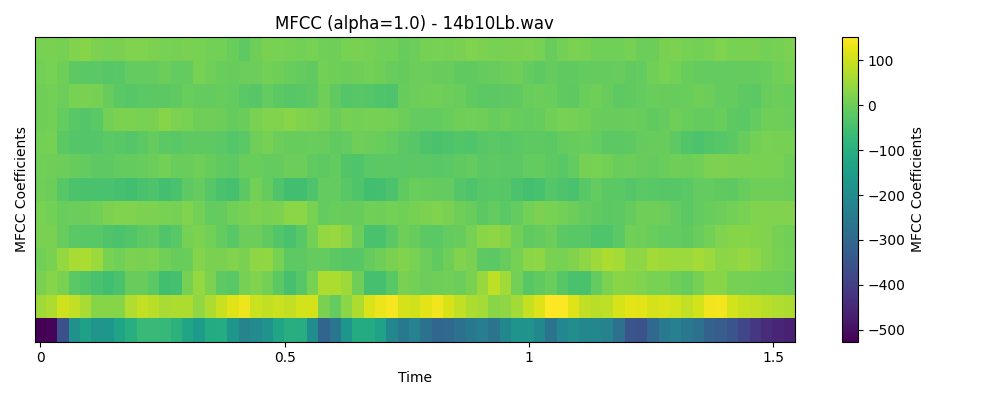 MFCC (alpha=1.0) - 14b10Lb.wav
MFCC Coefficients
0
0.5
1
1.5
Time
100
0
−100
−200
−300
−400
−500
MFCC Coefficients